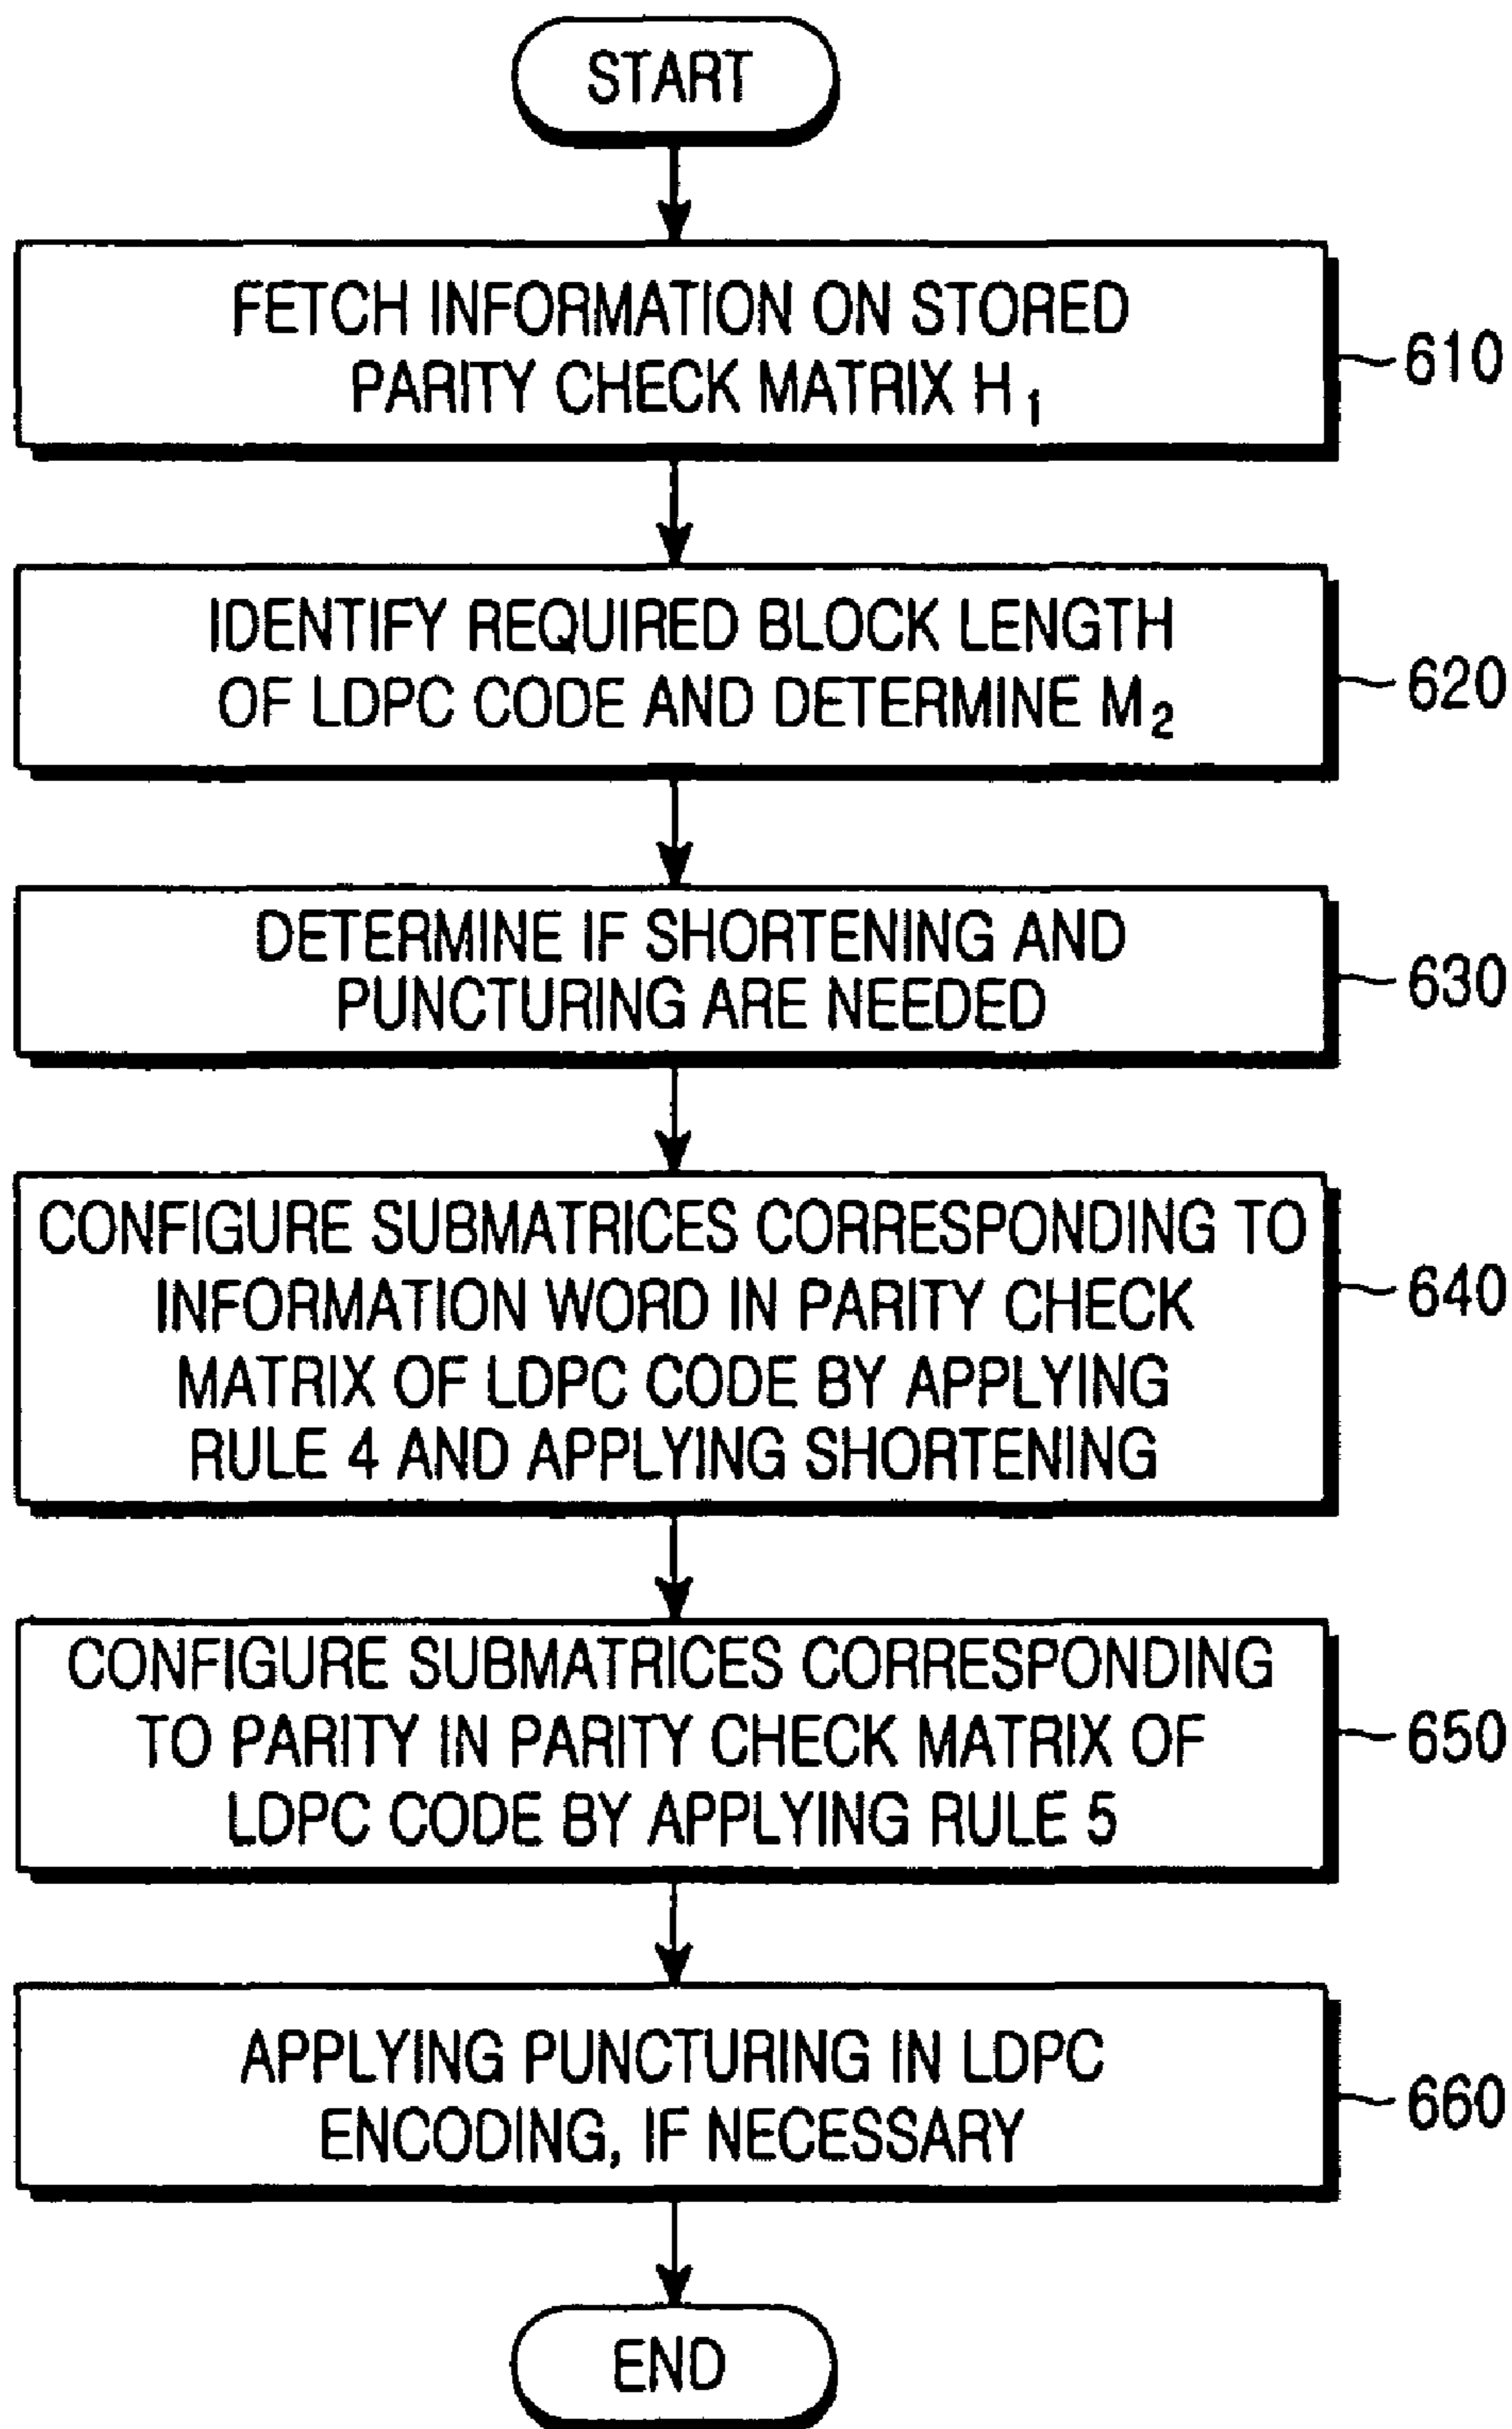 START
FETCH INFORMATION ON STORED
PARITY CHECK MATRIX H₁
610
IDENTIFY REQUIRED BLOCK LENGTH
OF LDPC CODE AND DETERMINE M₂
620
DETERMINE IF SHORTENING AND
PUNCTURING ARE NEEDED
630
CONFIGURE SUBMATRICES CORRESPONDING TO
INFORMATION WORD IN PARITY CHECK
MATRIX OF LDPC CODE BY APPLYING
RULE 4 AND APPLYING SHORTENING
640
CONFIGURE SUBMATRICES CORRESPONDING
TO PARITY IN PARITY CHECK MATRIX OF
LDPC CODE BY APPLYING RULE 5
650
APPLYING PUNCTURING IN LDPC
ENCODING, IF NECESSARY
660
END